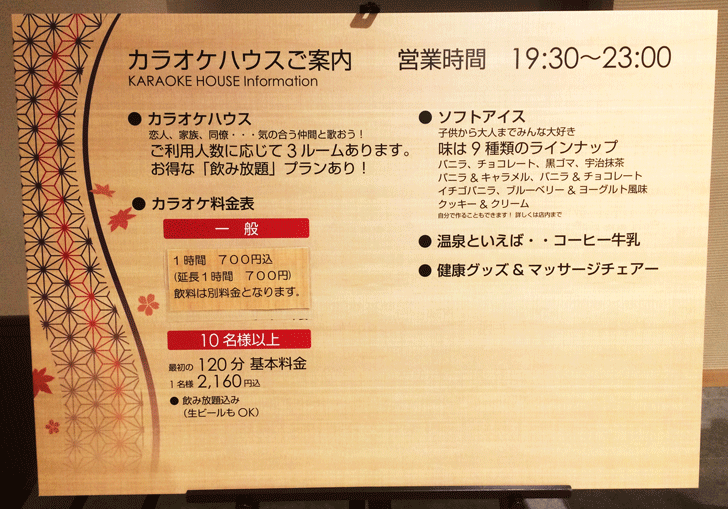 カラオケハウスご案内　営業時間　19:30～23:00
KARAOKE HOUSE Information
● カラオケハウス
恋人、家族、同僚・・・気の合う仲間と歌おう！
ご利用人数に応じて3ルームあります。
お得な「飲み放題」プランあり！
● カラオケ料金表
一 般
1時間　700円込
(延長1時間　700円)
飲料は別料金となります。
10名様以上
最初の 120分 基本料金
1名様 2,160円込
● 飲み放題込み
(生ビールもOK)
● ソフトアイス
子供から大人までみんな大好き
味は9種類のラインナップ
バニラ、チョコレート、黒ゴマ、宇治抹茶
バニラ&キャラメル、バニラ&チョコレート
イチゴバニラ、ブルーベリー&ヨーグルト風味
クッキー&クリーム
自分で作ることもできます！詳しくは店内まで
● 温泉といえば・・コーヒー牛乳
● 健康グッズ&マッサージチェアー